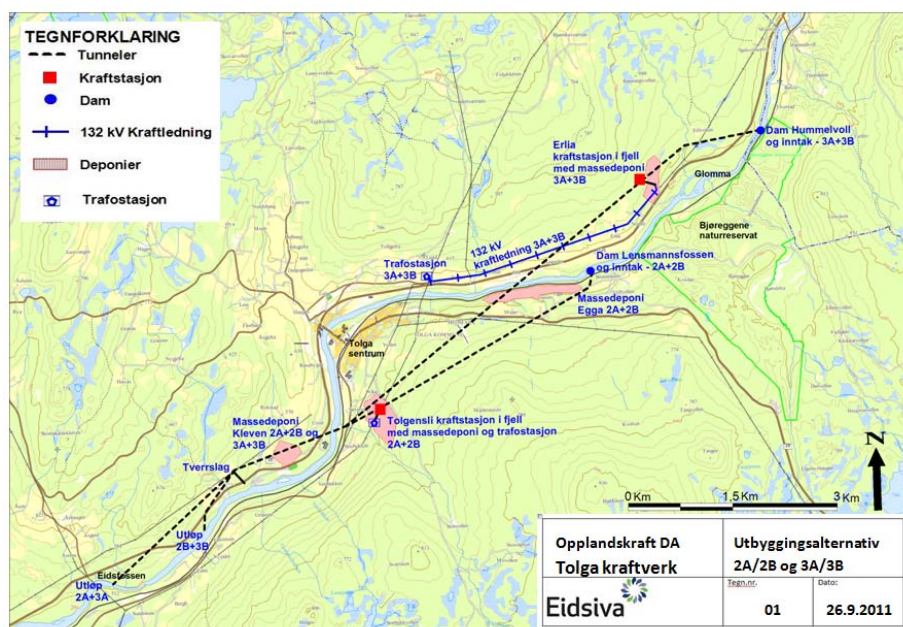 TEGNFORKLARING
Tunneler
Kraftstasjon
Dam
132 kV Kraftledning
Deponier
Trafostasjon
Dam Hummelvoll
og inntak - 3A+3B
Erlia
kraftstasjon i fjell
med massedeponi
3A+3B
Glomma
Bjøreggene
naturreservat
132 kV
kraftledning 3A+3B
Trafostasjon
3A+3B
Dam Lensmannsfossen
og inntak - 2A+2B
Massedeponi
Egga 2A+2B
Tolga
sentrum
Massedeponi
Kleven 2A+2B og
3A+3B
Tolgensli kraftstasjon i fjell
med massedeponi og trafostasjon
2A+2B
Tverrslag
Utløp
2B+3B
Eidsfossen
Utløp
2A+3A
N
0 Km 1,5 Km 3 Km
Opplandskraft DA
Tolga kraftverk
Eidsiva
Utbyggingsalternativ
2A/2B og 3A/3B
Tegn.nr. Dato:
01 26.9.2011